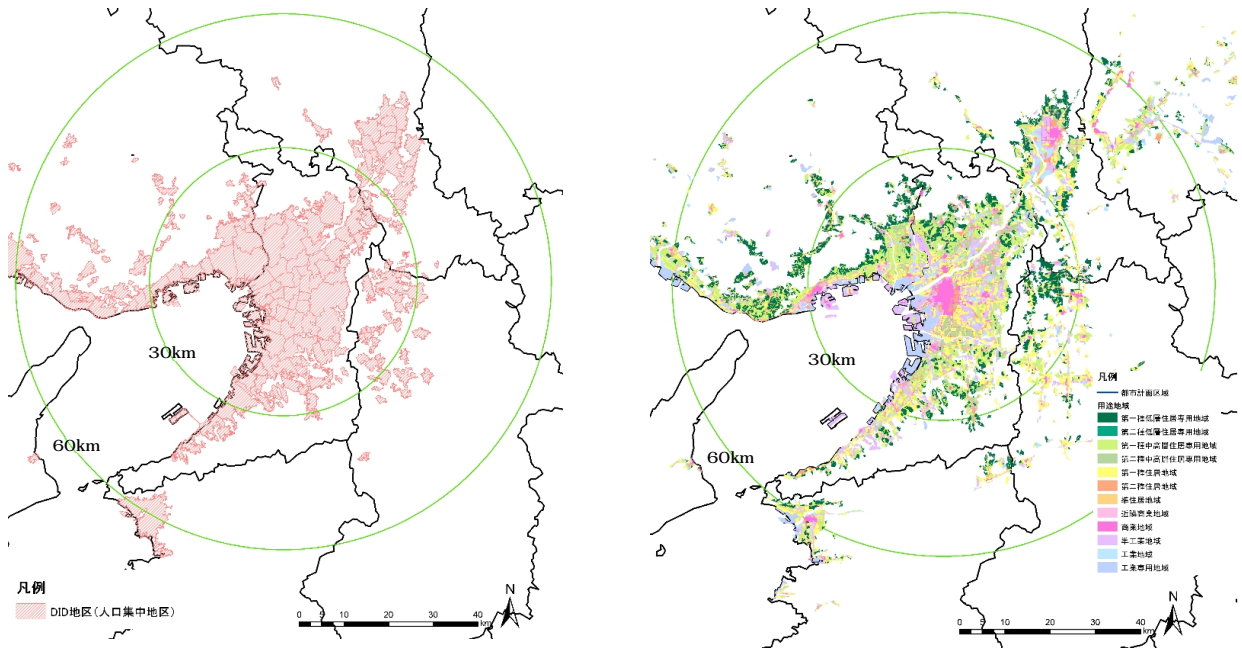 30km
60km
凡例
DID地区(人口集中地区)
N
0 5 10 20 30 40
km
30km
60km
凡例
都市計画区域
用途地域
第一種低層住居専用地域
第二種低層住居専用地域
第一種中高層住居専用地域
第二種中高層住居専用地域
第一種住居地域
第二種住居地域
準住居地域
近隣商業地域
商業地域
準工業地域
工業地域
工業専用地域
N
0 5 10 20 30 40
km